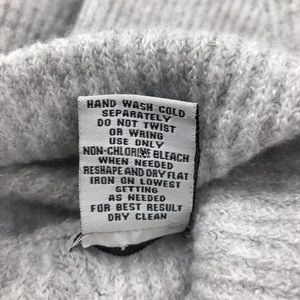 HAND WASH COLD
SEPARATELY
DO NOT TWIST
OR WRING
USE ONLY
NON-CHLORINE BLEACH
WHEN NEEDED
RESHAPE AND DRY FLAT
IRON ON LOWEST
SETTING
AS NEEDED
FOR BEST RESULT
DRY CLEAN